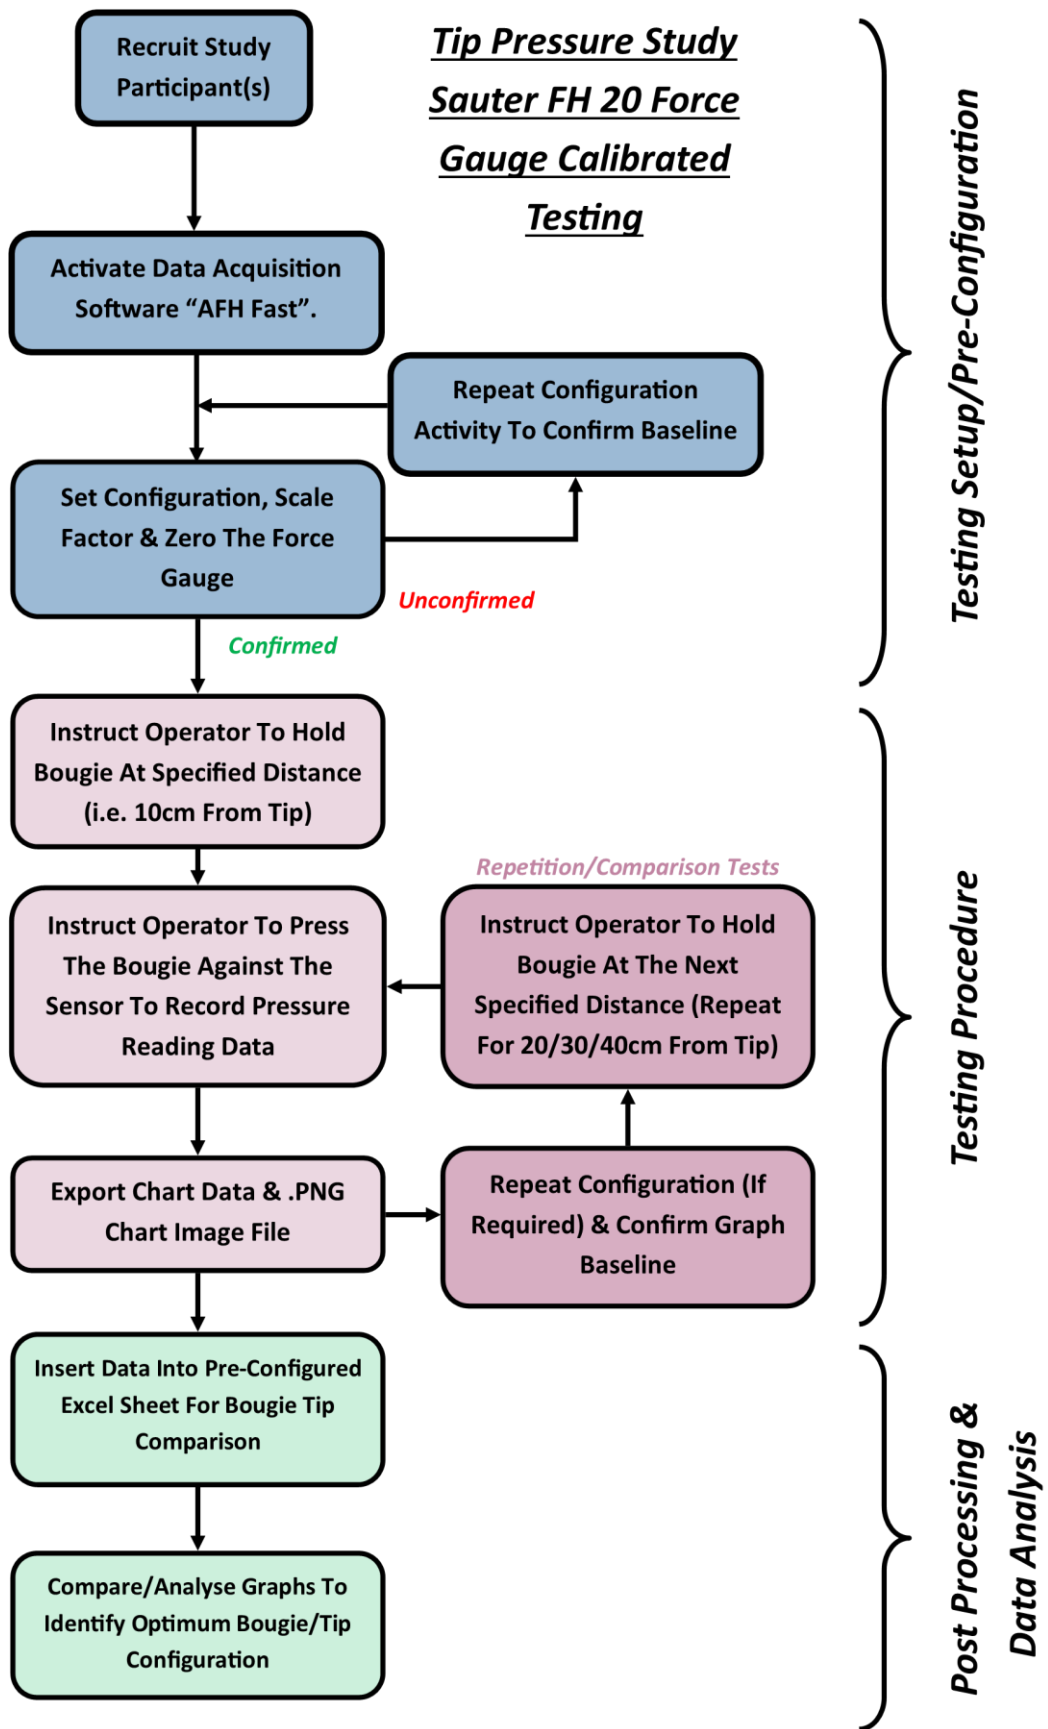 Tip Pressure Study
Sauter FH 20 Force
Gauge Calibrated
Testing
Recruit Study
Participant(s)
Activate Data Acquisition
Software “AFH Fast”.
Repeat Configuration
Activity To Confirm Baseline
Set Configuration, Scale
Factor & Zero The Force
Gauge
Unconfirmed
Confirmed
Testing Setup/Pre-Configuration
Instruct Operator To Hold
Bougie At Specified Distance
(i.e. 10cm From Tip)
Instruct Operator To Press
The Bougie Against The
Sensor To Record Pressure
Reading Data
Repetition/Comparison Tests
Instruct Operator To Hold
Bougie At The Next
Specified Distance (Repeat
For 20/30/40cm From Tip)
Export Chart Data & .PNG
Chart Image File
Repeat Configuration (If
Required) & Confirm Graph
Baseline
Testing Procedure
Insert Data Into Pre-Configured
Excel Sheet For Bougie Tip
Comparison
Compare/Analyse Graphs To
Identify Optimum Bougie/Tip
Configuration
Post Processing &
Data Analysis